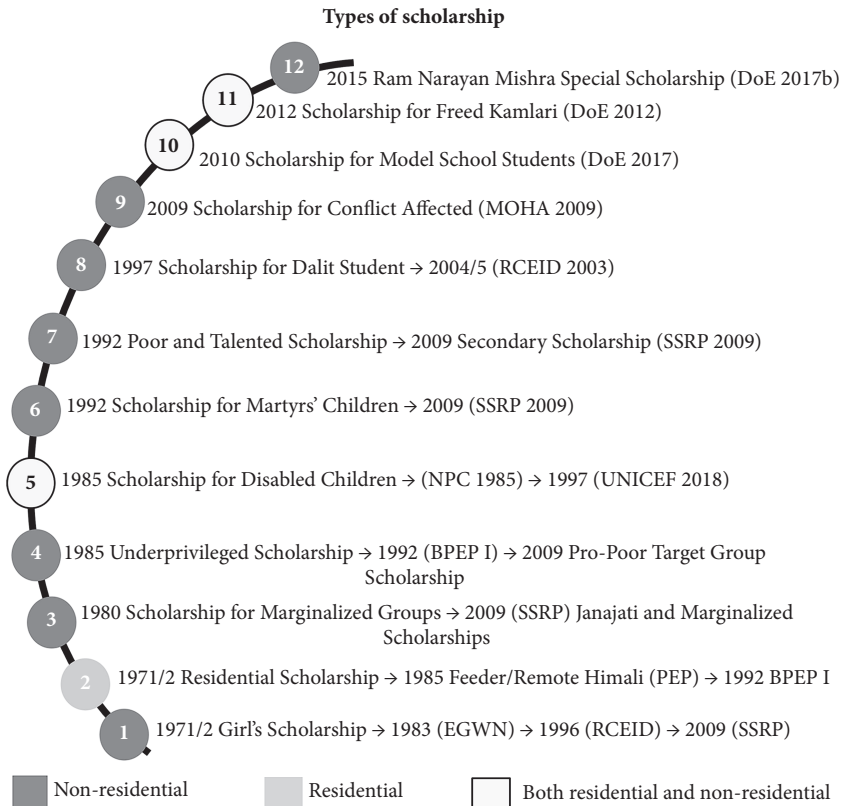 Types of scholarship
12
2015 Ram Narayan Mishra Special Scholarship (DoE 2017b)
11
2012 Scholarship for Freed Kamlari (DoE 2012)
10
2010 Scholarship for Model School Students (DoE 2017)
9
2009 Scholarship for Conflict Affected (MOHA 2009)
8
1997 Scholarship for Dalit Student → 2004/5 (RCEID 2003)
7
1992 Poor and Talented Scholarship → 2009 Secondary Scholarship (SSRP 2009)
6
1992 Scholarship for Martyrs’ Children → 2009 (SSRP 2009)
5
1985 Scholarship for Disabled Children → (NPC 1985) → 1997 (UNICEF 2018)
4
1985 Underprivileged Scholarship → 1992 (BPEP I) → 2009 Pro-Poor Target Group
Scholarship
3
1980 Scholarship for Marginalized Groups → 2009 (SSRP) Janajati and Marginalized
Scholarships
2
1971/2 Residential Scholarship → 1985 Feeder/Remote Himali (PEP) → 1992 BPEP I
1
1971/2 Girl’s Scholarship → 1983 (EGWN) → 1996 (RCEID) → 2009 (SSRP)
Non-residential
Residential
Both residential and non-residential